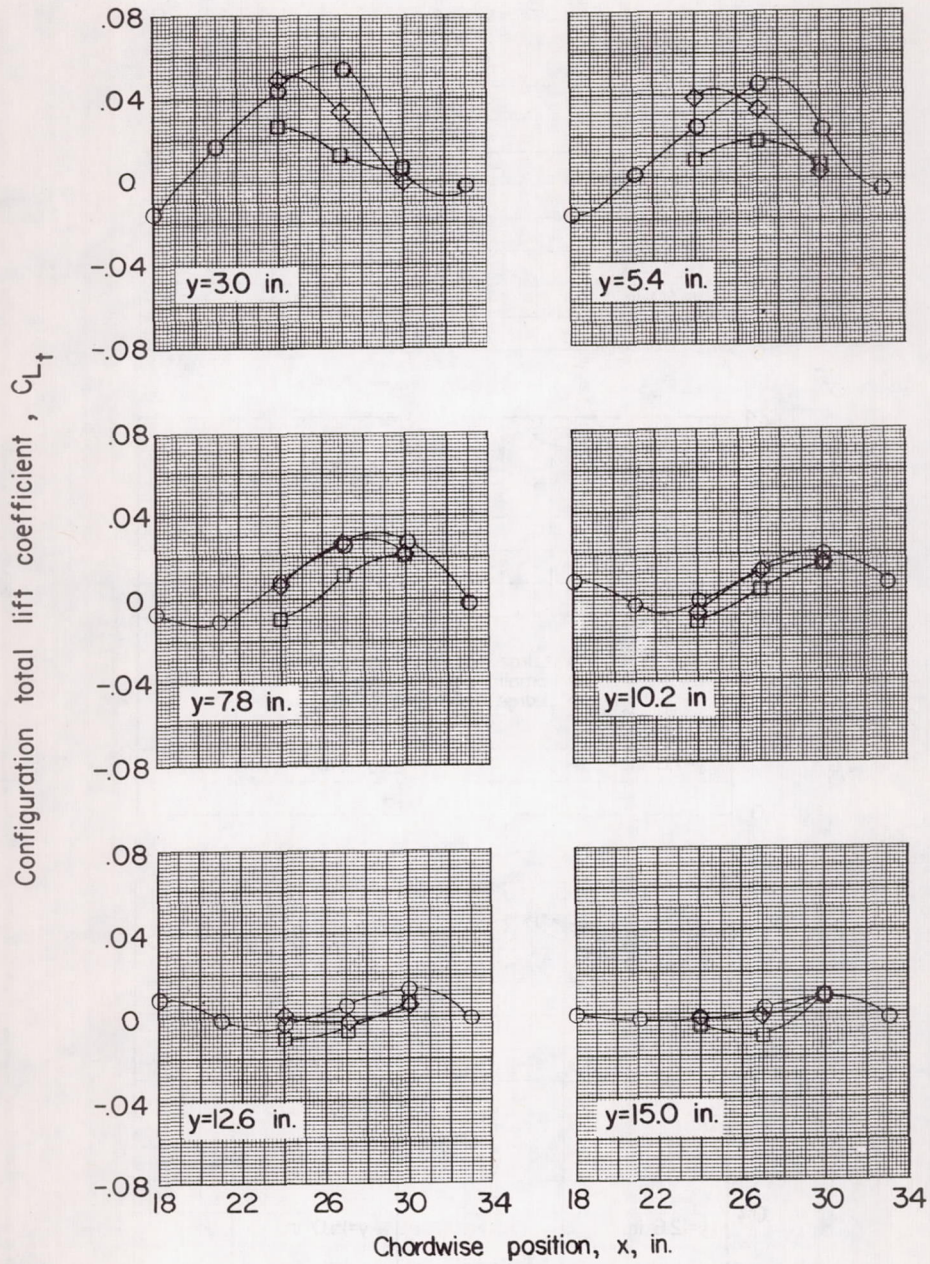 Configuration total lift coefficient , C_Lt
.08
.04
0
-.04
-.08
y=3.0 in.
y=5.4 in.
.08
.04
0
-.04
-.08
y=7.8 in.
y=10.2 in
.08
.04
0
-.04
-.08
y=12.6 in.
y=15.0 in.
18 22 26 30 34
18 22 26 30 34
Chordwise position, x, in.